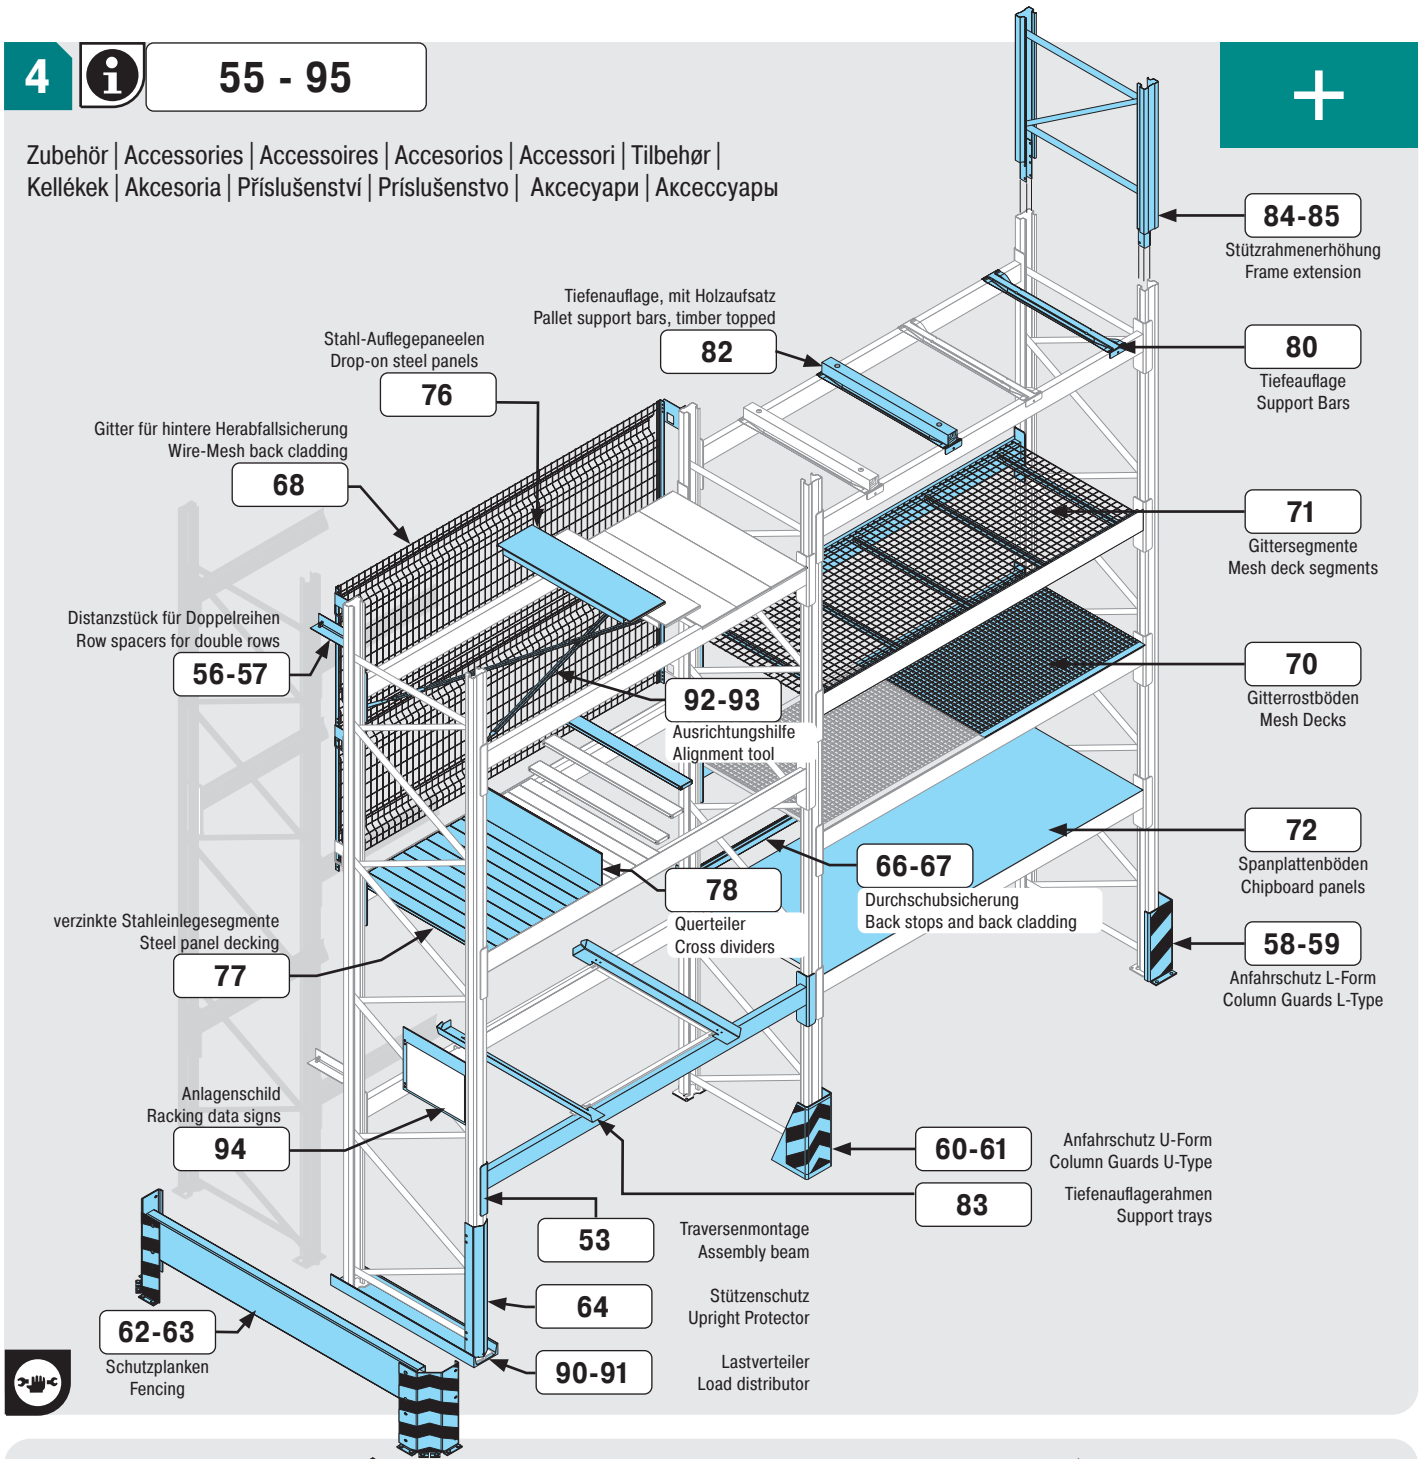 4
i
55 - 95
+
Zubehör | Accessories | Accessoires | Accesorios | Accessori | Tilbehør |
Kellékek | Akcesoria | Příslušenství | Príslušenstvo | Аксесуари | Аксессуары
84-85
Stützrahmenerhöhung
Frame extension
Tiefenauflage, mit Holzaufsatz
Pallet support bars, timber topped
82
Stahl-Auflegepaneelen
Drop-on steel panels
76
80
Tiefeauflage
Support Bars
Gitter für hintere Herabfallsicherung
Wire-Mesh back cladding
68
71
Gittersegmente
Mesh deck segments
Distanzstück für Doppelreihen
Row spacers for double rows
56-57
70
Gitterrostböden
Mesh Decks
92-93
Ausrichtungshilfe
Alignment tool
72
Spanplattenböden
Chipboard panels
66-67
Durchschubsicherung
Back stops and back cladding
78
Querteiler
Cross dividers
verzinkte Stahleinlegesegmente
Steel panel decking
77
58-59
Anfahrschutz L-Form
Column Guards L-Type
Anlagenschild
Racking data signs
94
60-61
Anfahrschutz U-Form
Column Guards U-Type
83
Tiefenauflagerahmen
Support trays
53
Traversenmontage
Assembly beam
64
Stützenschutz
Upright Protector
62-63
Schutzplanken
Fencing
90-91
Lastverteiler
Load distributor